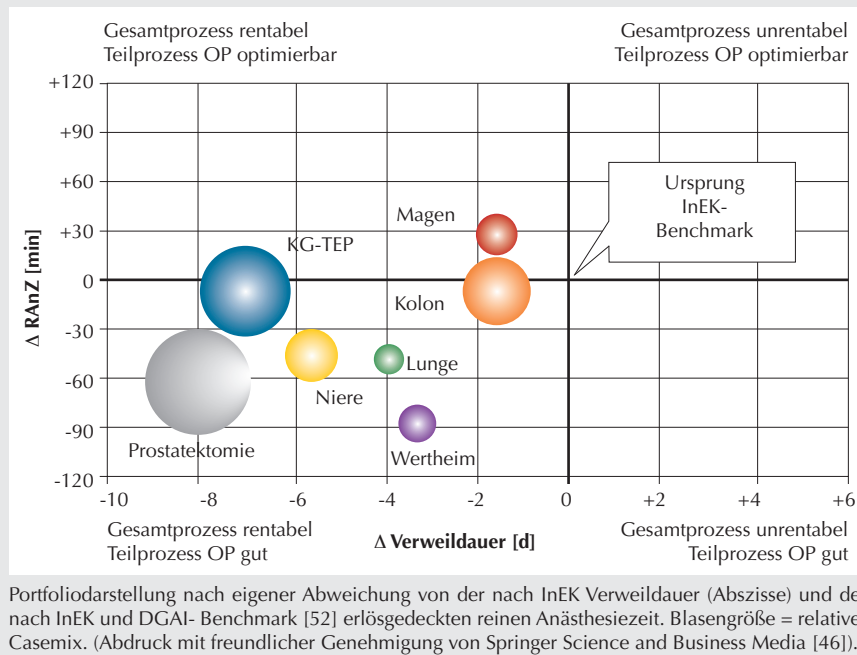 Gesamtprozess rentabel
Teilprozess OP optimierbar
Gesamtprozess unrentabel
Teilprozess OP optimierbar
+120
+90
+60
+30
0
-30
-60
-90
-120
Δ RAnZ [min]
Magen
KG-TEP
Kolon
Lunge
Niere
Wertheim
Prostatektomie
Ursprung
InEK-
Benchmark
-10
-8
-6
-4
-2
0
+2
+4
+6
Gesamtprozess rentabel
Teilprozess OP gut
Δ Verweildauer [d]
Gesamtprozess unrentabel
Teilprozess OP gut
Portfoliodarstellung nach eigener Abweichung von der nach InEK Verweildauer (Abszisse) und de
nach InEK und DGAI- Benchmark [52] erlösgedeckten reinen Anästhesiezeit. Blasengröße = relative
Casemix. (Abdruck mit freundlicher Genehmigung von Springer Science and Business Media [46]).